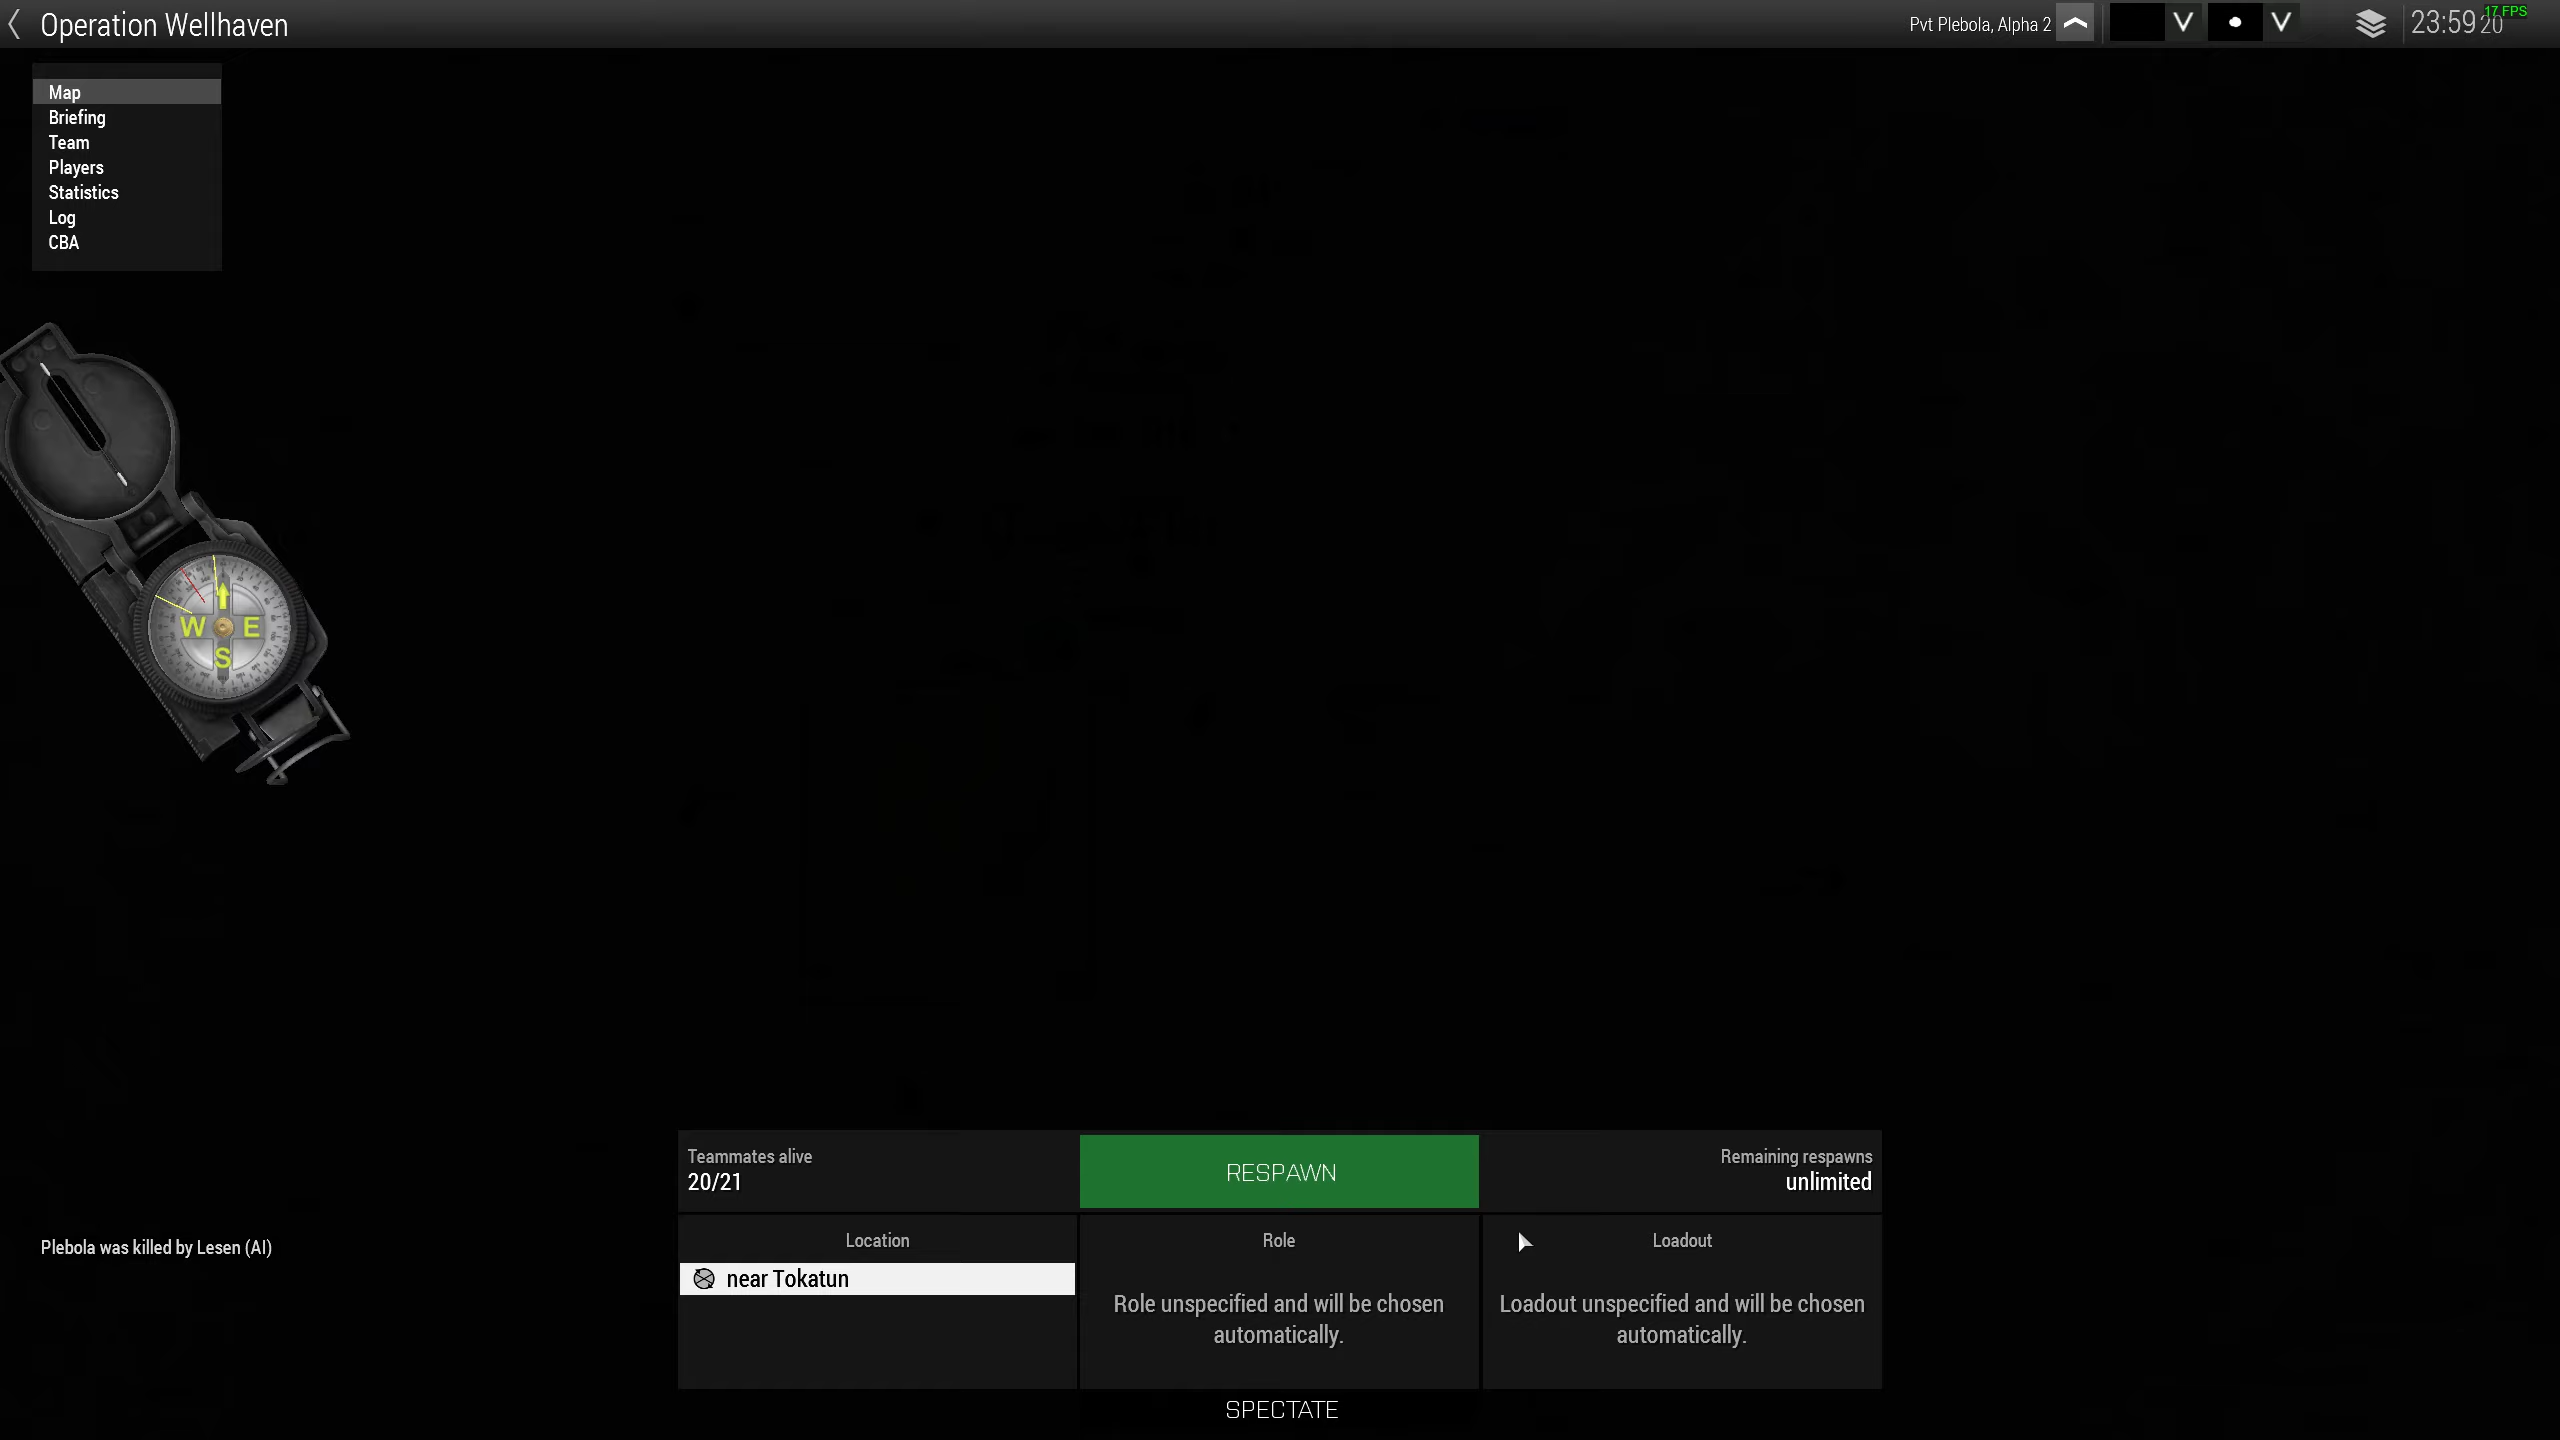 Operation Wellhaven
Pvt Plebola, Alpha 2
23:59 20
17 FPS
Map
Briefing
Team
Players
Statistics
Log
CBA
W E
S
Teammates alive
20/21
RESPAWN
Remaining respawns
unlimited
Plebola was killed by Lesen (AI)
Location
near Tokatun
Role
Role unspecified and will be chosen
automatically.
Loadout
Loadout unspecified and will be chosen
automatically.
SPECTATE